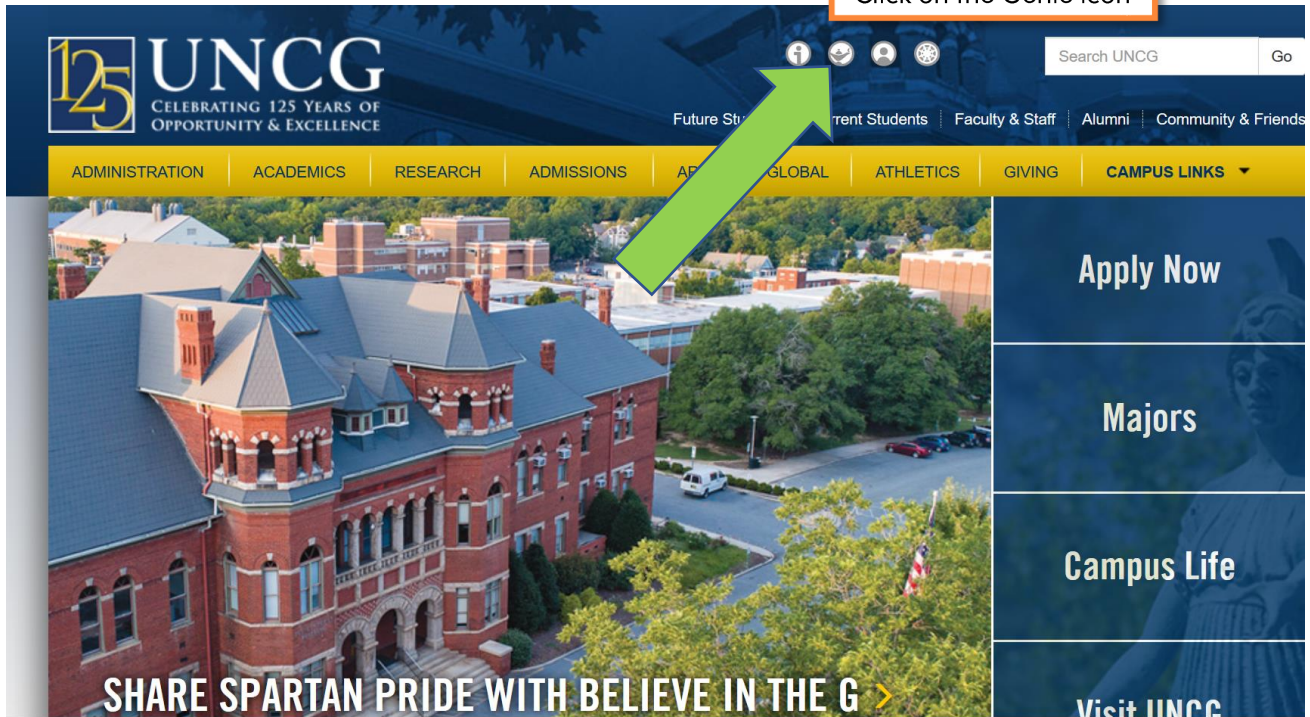 Click on the Genie icon
125 UNCG
CELEBRATING 125 YEARS OF
OPPORTUNITY & EXCELLENCE
Search UNCG
Go
Future Students Faculty & Staff Alumni Community & Friends
ADMINISTRATION ACADEMICS RESEARCH ADMISSIONS GLOBAL ATHLETICS GIVING CAMPUS LINKS
Apply Now
Majors
Campus Life
Visit UNCG
SHARE SPARTAN PRIDE WITH BELIEVE IN THE G >